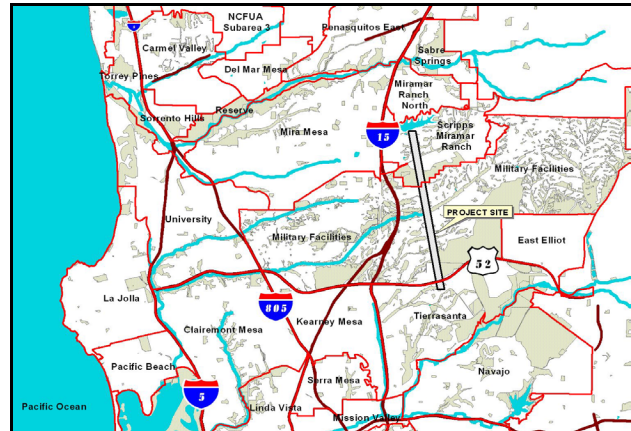 NCFUA
Subarea 3
Penasquitos East
5
Carmel Valley
Sabre
Springs
Del Mar Mesa
Torrey Pines
Miramar
Ranch
North
Reserve
Sorrento Hills
Mira Mesa
15
Scripps
Miramar
Ranch
Military Facilities
University
PROJECT SITE
Military Facilities
East Elliot
52
La Jolla
805
Tierrasanta
Clairemont Mesa
Kearney Mesa
Pacific Beach
Serra Mesa
Navajo
5
Linda Vista
Pacific Ocean
Mission Valley